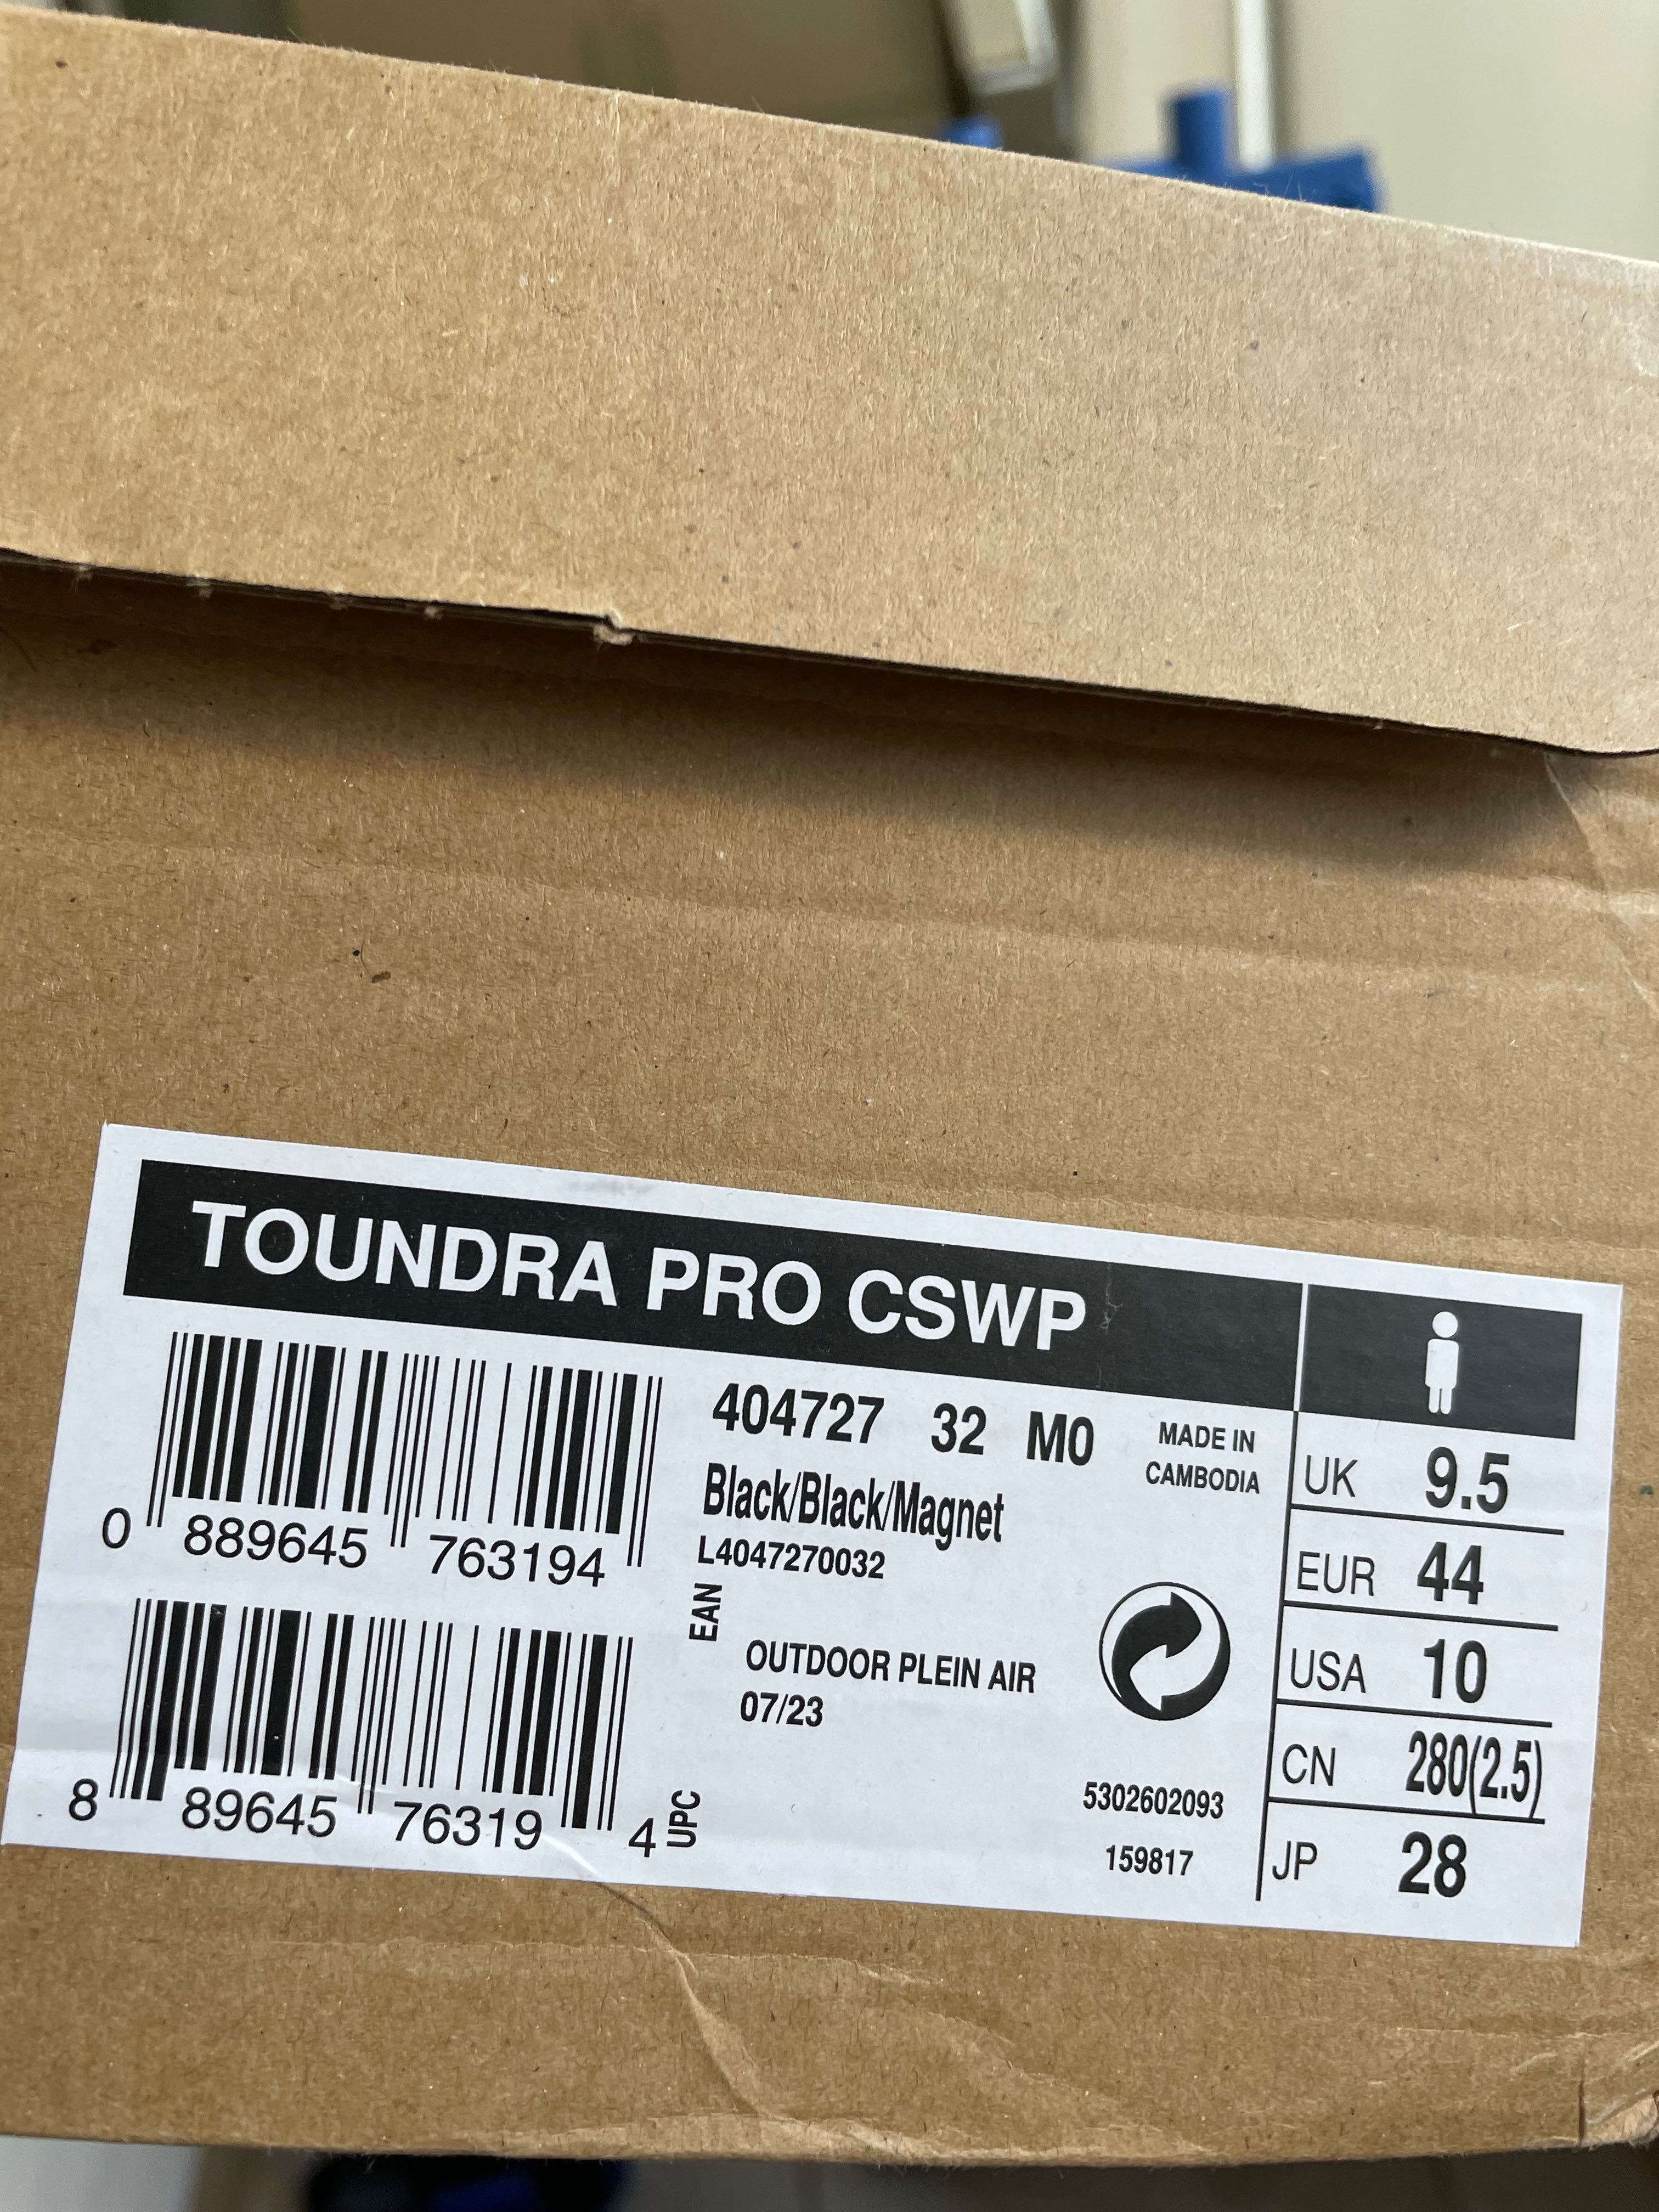 TOUNDRA PRO CSWP
404727 32 M0
MADE IN
CAMBODIA
Black/Black/Magnet
L4047270032
0 889645 763194
EAN
OUTDOOR PLEIN AIR
07/23
8 89645 76319 4
UPC
5302602093
159817
UK 9.5
EUR 44
USA 10
CN 280(2.5)
JP 28